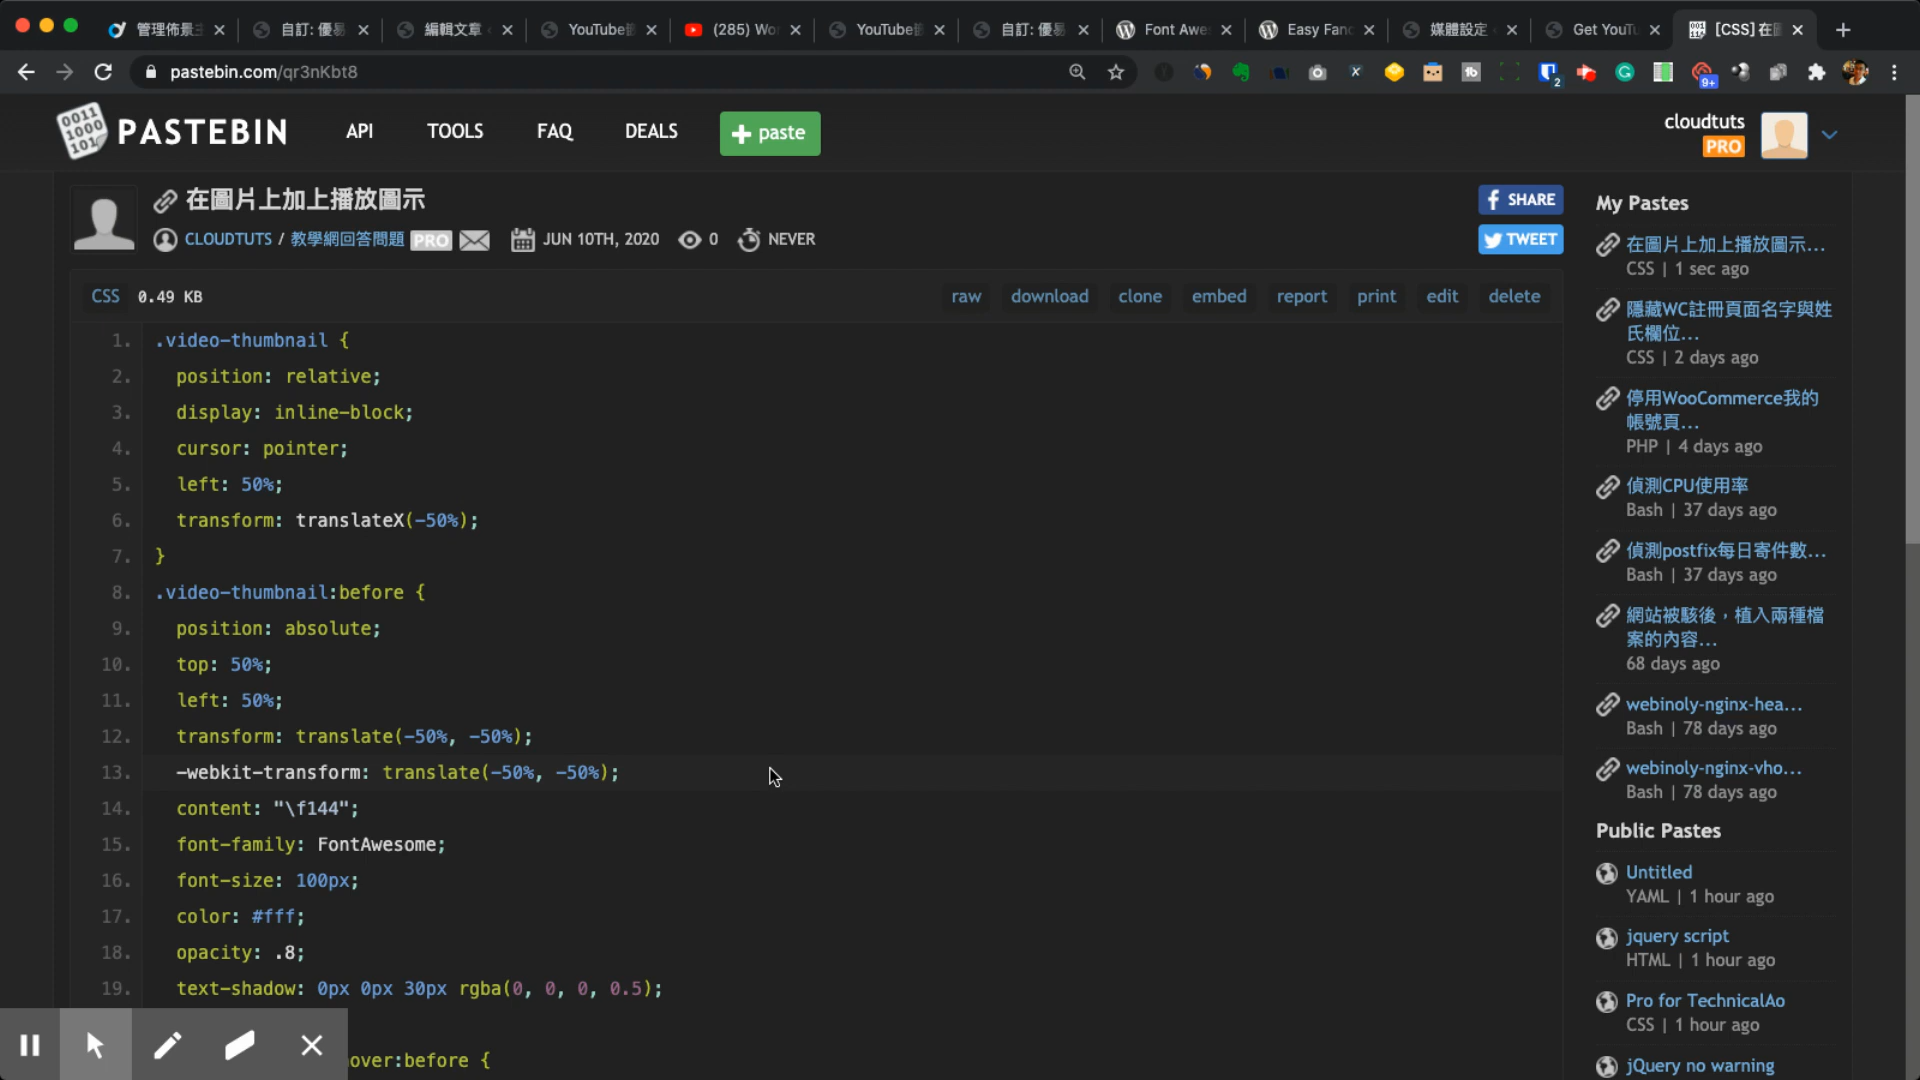 管理佈景主
自訂: 優易
編輯文章
YouTube
(285) Wo
YouTube
自訂: 優易
Font Awe
Easy Fanc
媒體設定
Get YouTu
[CSS] 在圖
pastebin.com/qr3nKbt8
2
9+
PASTEBIN
API
TOOLS
FAQ
DEALS
+ paste
cloudtuts
PRO
在圖片上加上播放圖示
CLOUDTUTS / 教學網回答問題 PRO JUN 10TH, 2020 0 NEVER
SHARE
TWEET
CSS 0.49 KB
raw download clone embed report print edit delete
1. .video-thumbnail {
2. position: relative;
3. display: inline-block;
4. cursor: pointer;
5. left: 50%;
6. transform: translateX(-50%);
7. }
8. .video-thumbnail:before {
9. position: absolute;
10. top: 50%;
11. left: 50%;
12. transform: translate(-50%, -50%);
13. -webkit-transform: translate(-50%, -50%);
14. content: "\f144";
15. font-family: FontAwesome;
16. font-size: 100px;
17. color: #fff;
18. opacity: .8;
19. text-shadow: 0px 0px 30px rgba(0, 0, 0, 0.5);
over:before {
My Pastes
在圖片上加上播放圖示...
CSS | 1 sec ago
隱藏WC註冊頁面名字與姓
氏欄位...
CSS | 2 days ago
停用WooCommerce我的
帳號頁...
PHP | 4 days ago
偵測CPU使用率
Bash | 37 days ago
偵測postfix每日寄件數...
Bash | 37 days ago
網站被駭後，植入兩種檔
案的內容...
68 days ago
webinoly-nginx-hea...
Bash | 78 days ago
webinoly-nginx-vho...
Bash | 78 days ago
Public Pastes
Untitled
YAML | 1 hour ago
jquery script
HTML | 1 hour ago
Pro for TechnicalAo
CSS | 1 hour ago
jQuery no warning